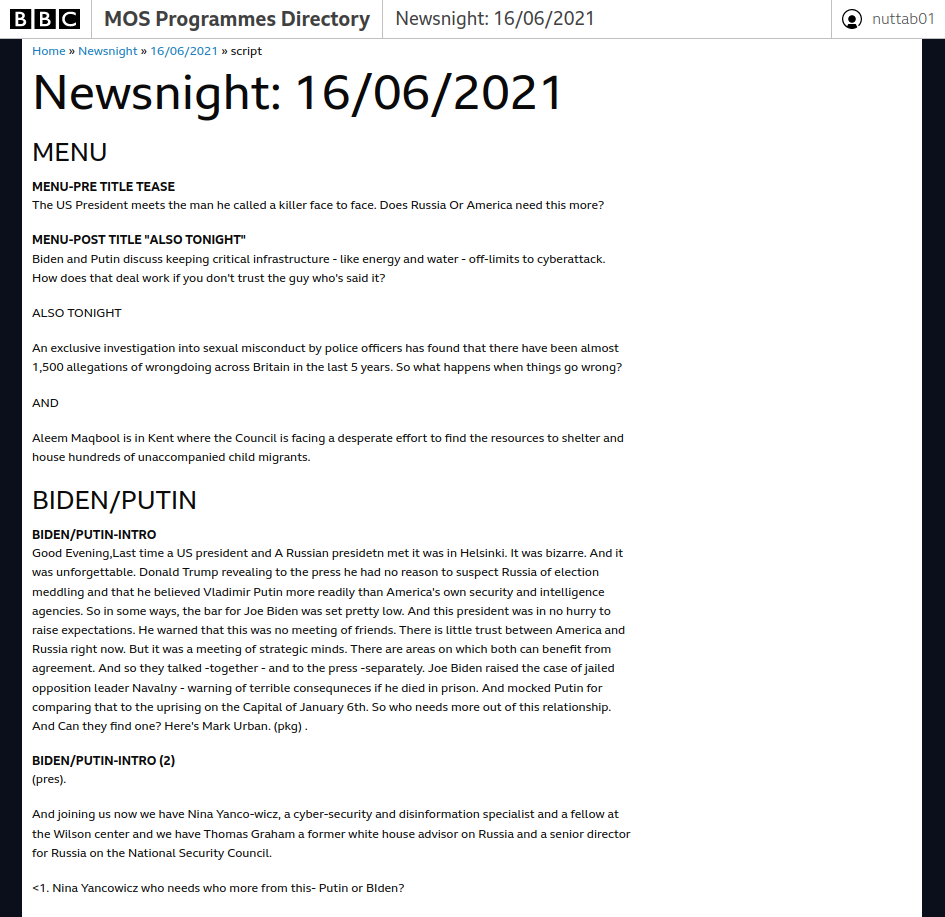 BBC MOS Programmes Directory Newsnight: 16/06/2021 nuttab01
Home » Newsnight » 16/06/2021 » script
Newsnight: 16/06/2021
MENU
MENU-PRE TITLE TEASE
The US President meets the man he called a killer face to face. Does Russia Or America need this more?
MENU-POST TITLE "ALSO TONIGHT"
Biden and Putin discuss keeping critical infrastructure - like energy and water - off-limits to cyberattack.
How does that deal work if you don't trust the guy who's said it?
ALSO TONIGHT
An exclusive investigation into sexual misconduct by police officers has found that there have been almost
1,500 allegations of wrongdoing across Britain in the last 5 years. So what happens when things go wrong?
AND
Aleem Maqbool is in Kent where the Council is facing a desperate effort to find the resources to shelter and
house hundreds of unaccompanied child migrants.
BIDEN/PUTIN
BIDEN/PUTIN-INTRO
Good Evening,Last time a US president and A Russian presidetn met it was in Helsinki. It was bizarre. And it
was unforgettable. Donald Trump revealing to the press he had no reason to suspect Russia of election
meddling and that he believed Vladimir Putin more readily than America's own security and intelligence
agencies. So in some ways, the bar for Joe Biden was set pretty low. And this president was in no hurry to
raise expectations. He warned that this was no meeting of friends. There is little trust between America and
Russia right now. But it was a meeting of strategic minds. There are areas on which both can benefit from
agreement. And so they talked -together - and to the press -separately. Joe Biden raised the case of jailed
opposition leader Navalny - warning of terrible consequneces if he died in prison. And mocked Putin for
comparing that to the uprising on the Capital of January 6th. So who needs more out of this relationship.
And Can they find one? Here's Mark Urban. (pkg) .
BIDEN/PUTIN-INTRO (2)
(pres).
And joining us now we have Nina Yanco-wicz, a cyber-security and disinformation specialist and a fellow at
the Wilson center and we have Thomas Graham a former white house advisor on Russia and a senior director
for Russia on the National Security Council.
<1. Nina Yancowicz who needs who more from this- Putin or BIden?